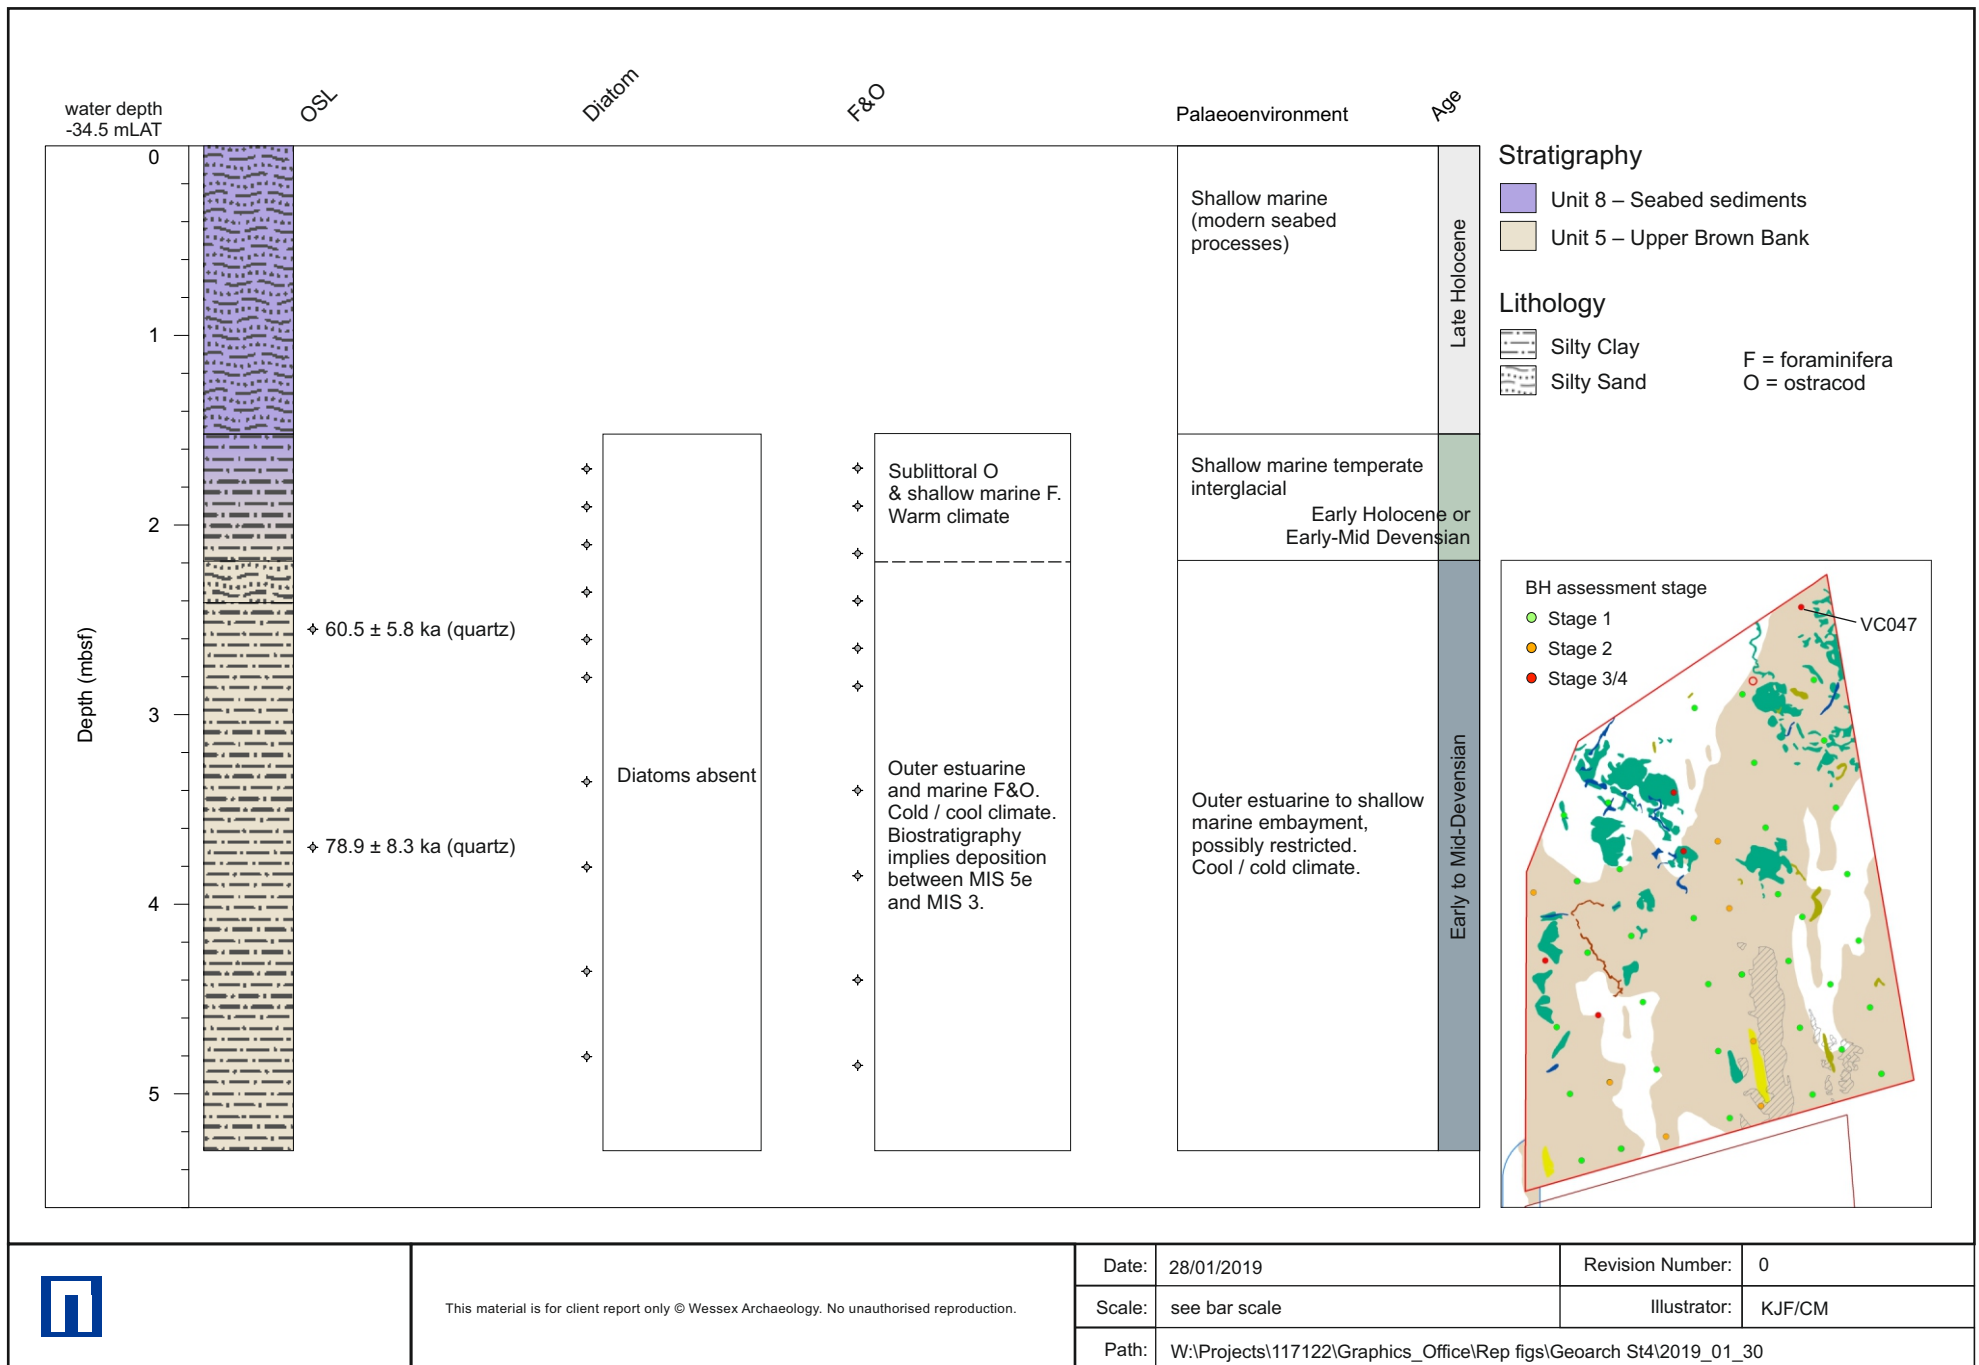 water depth
-34.5 mLAT
OSL
Diatom
F&O
Palaeoenvironment
Age
0
1
2
3
4
5
Depth (mbsf)
60.5 ± 5.8 ka (quartz)
78.9 ± 8.3 ka (quartz)
Diatoms absent
Sublittoral O
& shallow marine F.
Warm climate
Outer estuarine
and marine F&O.
Cold / cool climate.
Biostratigraphy
implies deposition
between MIS 5e
and MIS 3.
Shallow marine
(modern seabed
processes)
Shallow marine temperate
interglacial
Early Holocene or
Early-Mid Devensian
Outer estuarine to shallow
marine embayment,
possibly restricted.
Cool / cold climate.
Late Holocene
Early to Mid-Devensian
Stratigraphy
Unit 8 – Seabed sediments
Unit 5 – Upper Brown Bank
Lithology
Silty Clay
Silty Sand
F = foraminifera
O = ostracod
BH assessment stage
Stage 1
Stage 2
Stage 3/4
VC047
This material is for client report only © Wessex Archaeology. No unauthorised reproduction.
Date: 28/01/2019
Revision Number: 0
Scale: see bar scale
Illustrator: KJF/CM
Path: W:\Projects\117122\Graphics_Office\Rep figs\Geoarch St4\2019_01_30